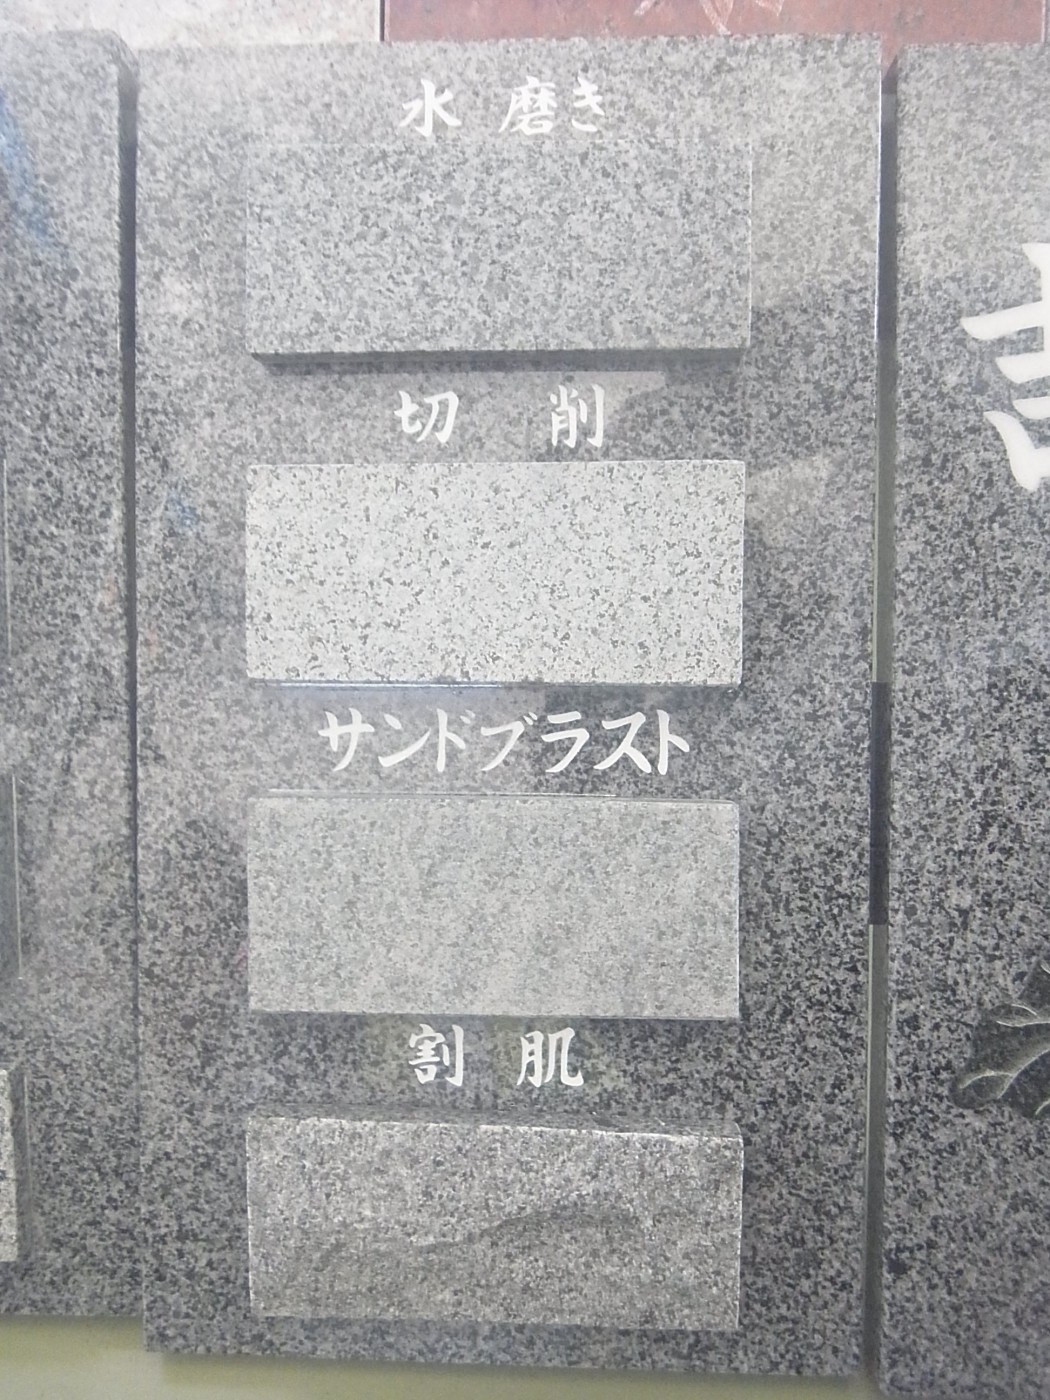 水 磨き
切 削
サンドブラスト
割 肌